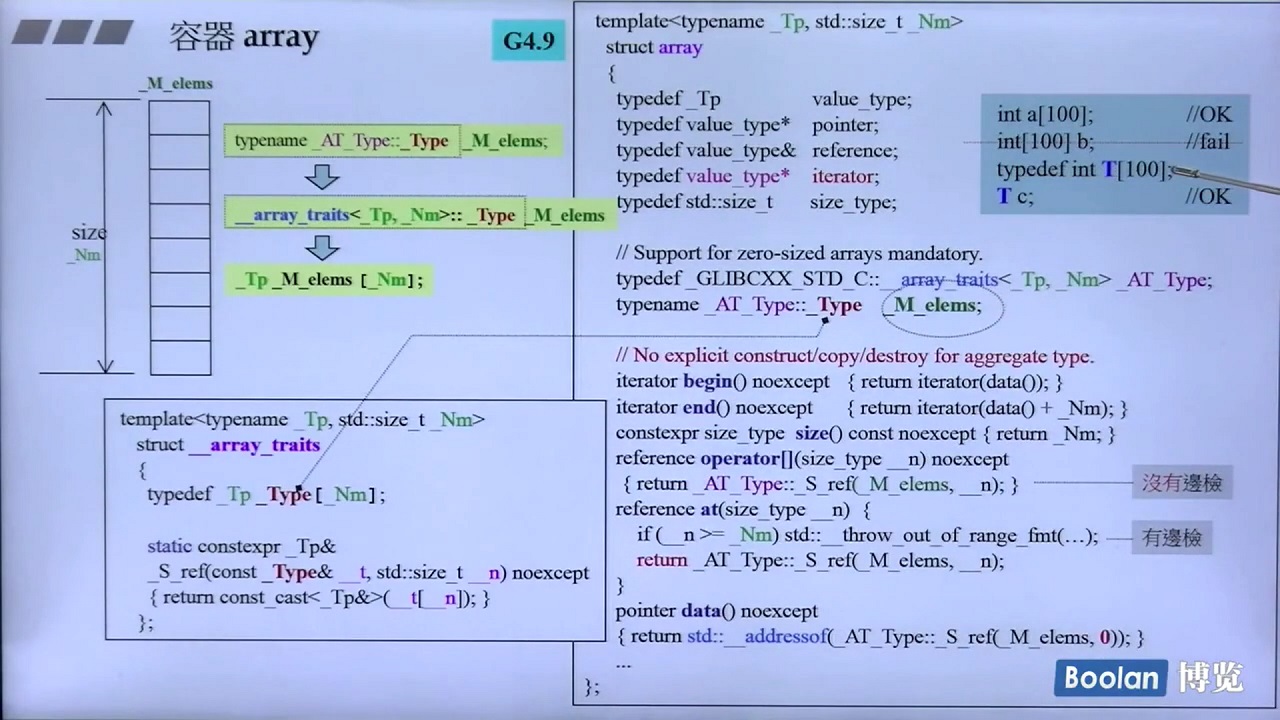 容器 array
G4.9
_M_elems
size
_Nm
typename _AT_Type::_Type _M_elems;
__array_traits<_Tp, _Nm>:: _Type _M_elems
_Tp _M_elems [_Nm];
template<typename _Tp, std::size_t _Nm>
struct __array_traits
{
typedef _Tp _Type[_Nm];
static constexpr _Tp&
_S_ref(const _Type& __t, std::size_t __n) noexcept
{ return const_cast<_Tp&>(__t[__n]); }
};
template<typename _Tp, std::size_t _Nm>
struct array
{
typedef _Tp value_type;
typedef value_type* pointer;
typedef value_type& reference;
typedef value_type* iterator;
typedef std::size_t size_type;
// Support for zero-sized arrays mandatory.
typedef _GLIBCXX_STD_C::__array_traits<_Tp, _Nm> _AT_Type;
typename _AT_Type::_Type _M_elems;
// No explicit construct/copy/destroy for aggregate type.
iterator begin() noexcept { return iterator(data()); }
iterator end() noexcept { return iterator(data() + _Nm); }
constexpr size_type size() const noexcept { return _Nm; }
reference operator[](size_type __n) noexcept
{ return _AT_Type::_S_ref(_M_elems, __n); }
沒有邊檢
reference at(size_type __n) {
if (__n >= _Nm) std::__throw_out_of_range_fmt(…);
有邊檢
return _AT_Type::_S_ref(_M_elems, __n);
}
pointer data() noexcept
{ return std::__addressof(_AT_Type::_S_ref(_M_elems, 0)); }
...
};
int a[100]; //OK
int[100] b; //fail
typedef int T[100];
T c; //OK
Boolan 博览